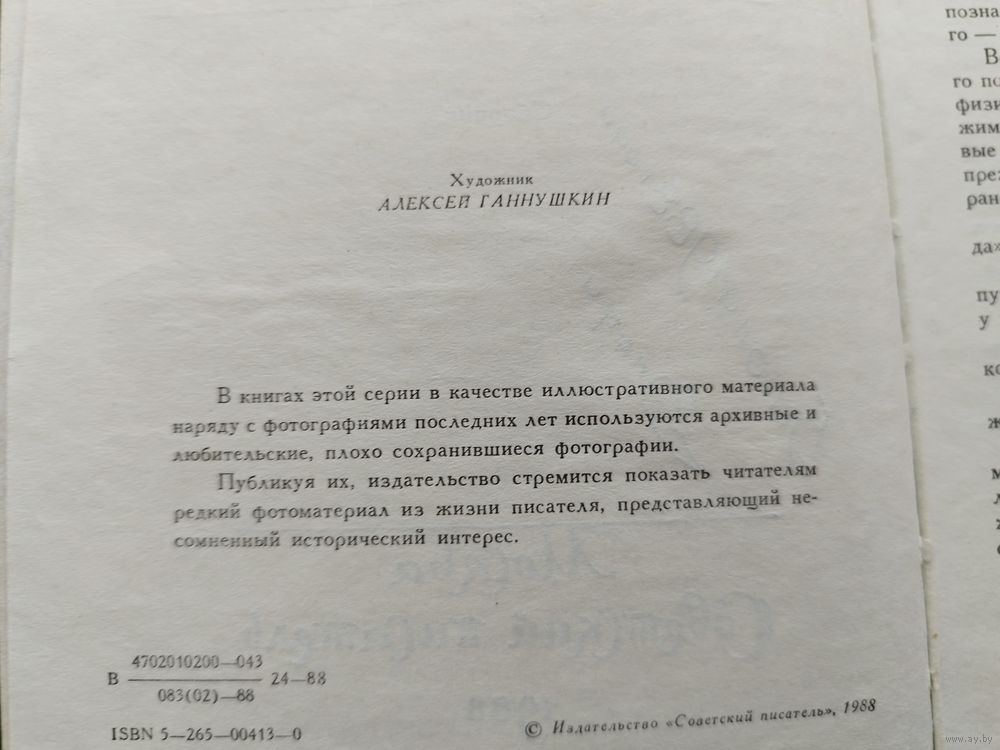 Художник
АЛЕКСЕЙ ГАННУШКИН
В книгах этой серии в качестве иллюстративного материала
наряду с фотографиями последних лет используются архивные и
любительские, плохо сохранившиеся фотографии.
Публикуя их, издательство стремится показать читателям
редкий фотоматериал из жизни писателя, представляющий не-
сомненный исторический интерес.
4702010200—043
В 24—88
083(02)—88
ISBN 5—265—00413—0
© Издательство «Советский писатель», 1988
позна
го —
В
го по
физи
жим
вые
през
ран
да»
пу
у
ко
ж
м
л
www.ay.by